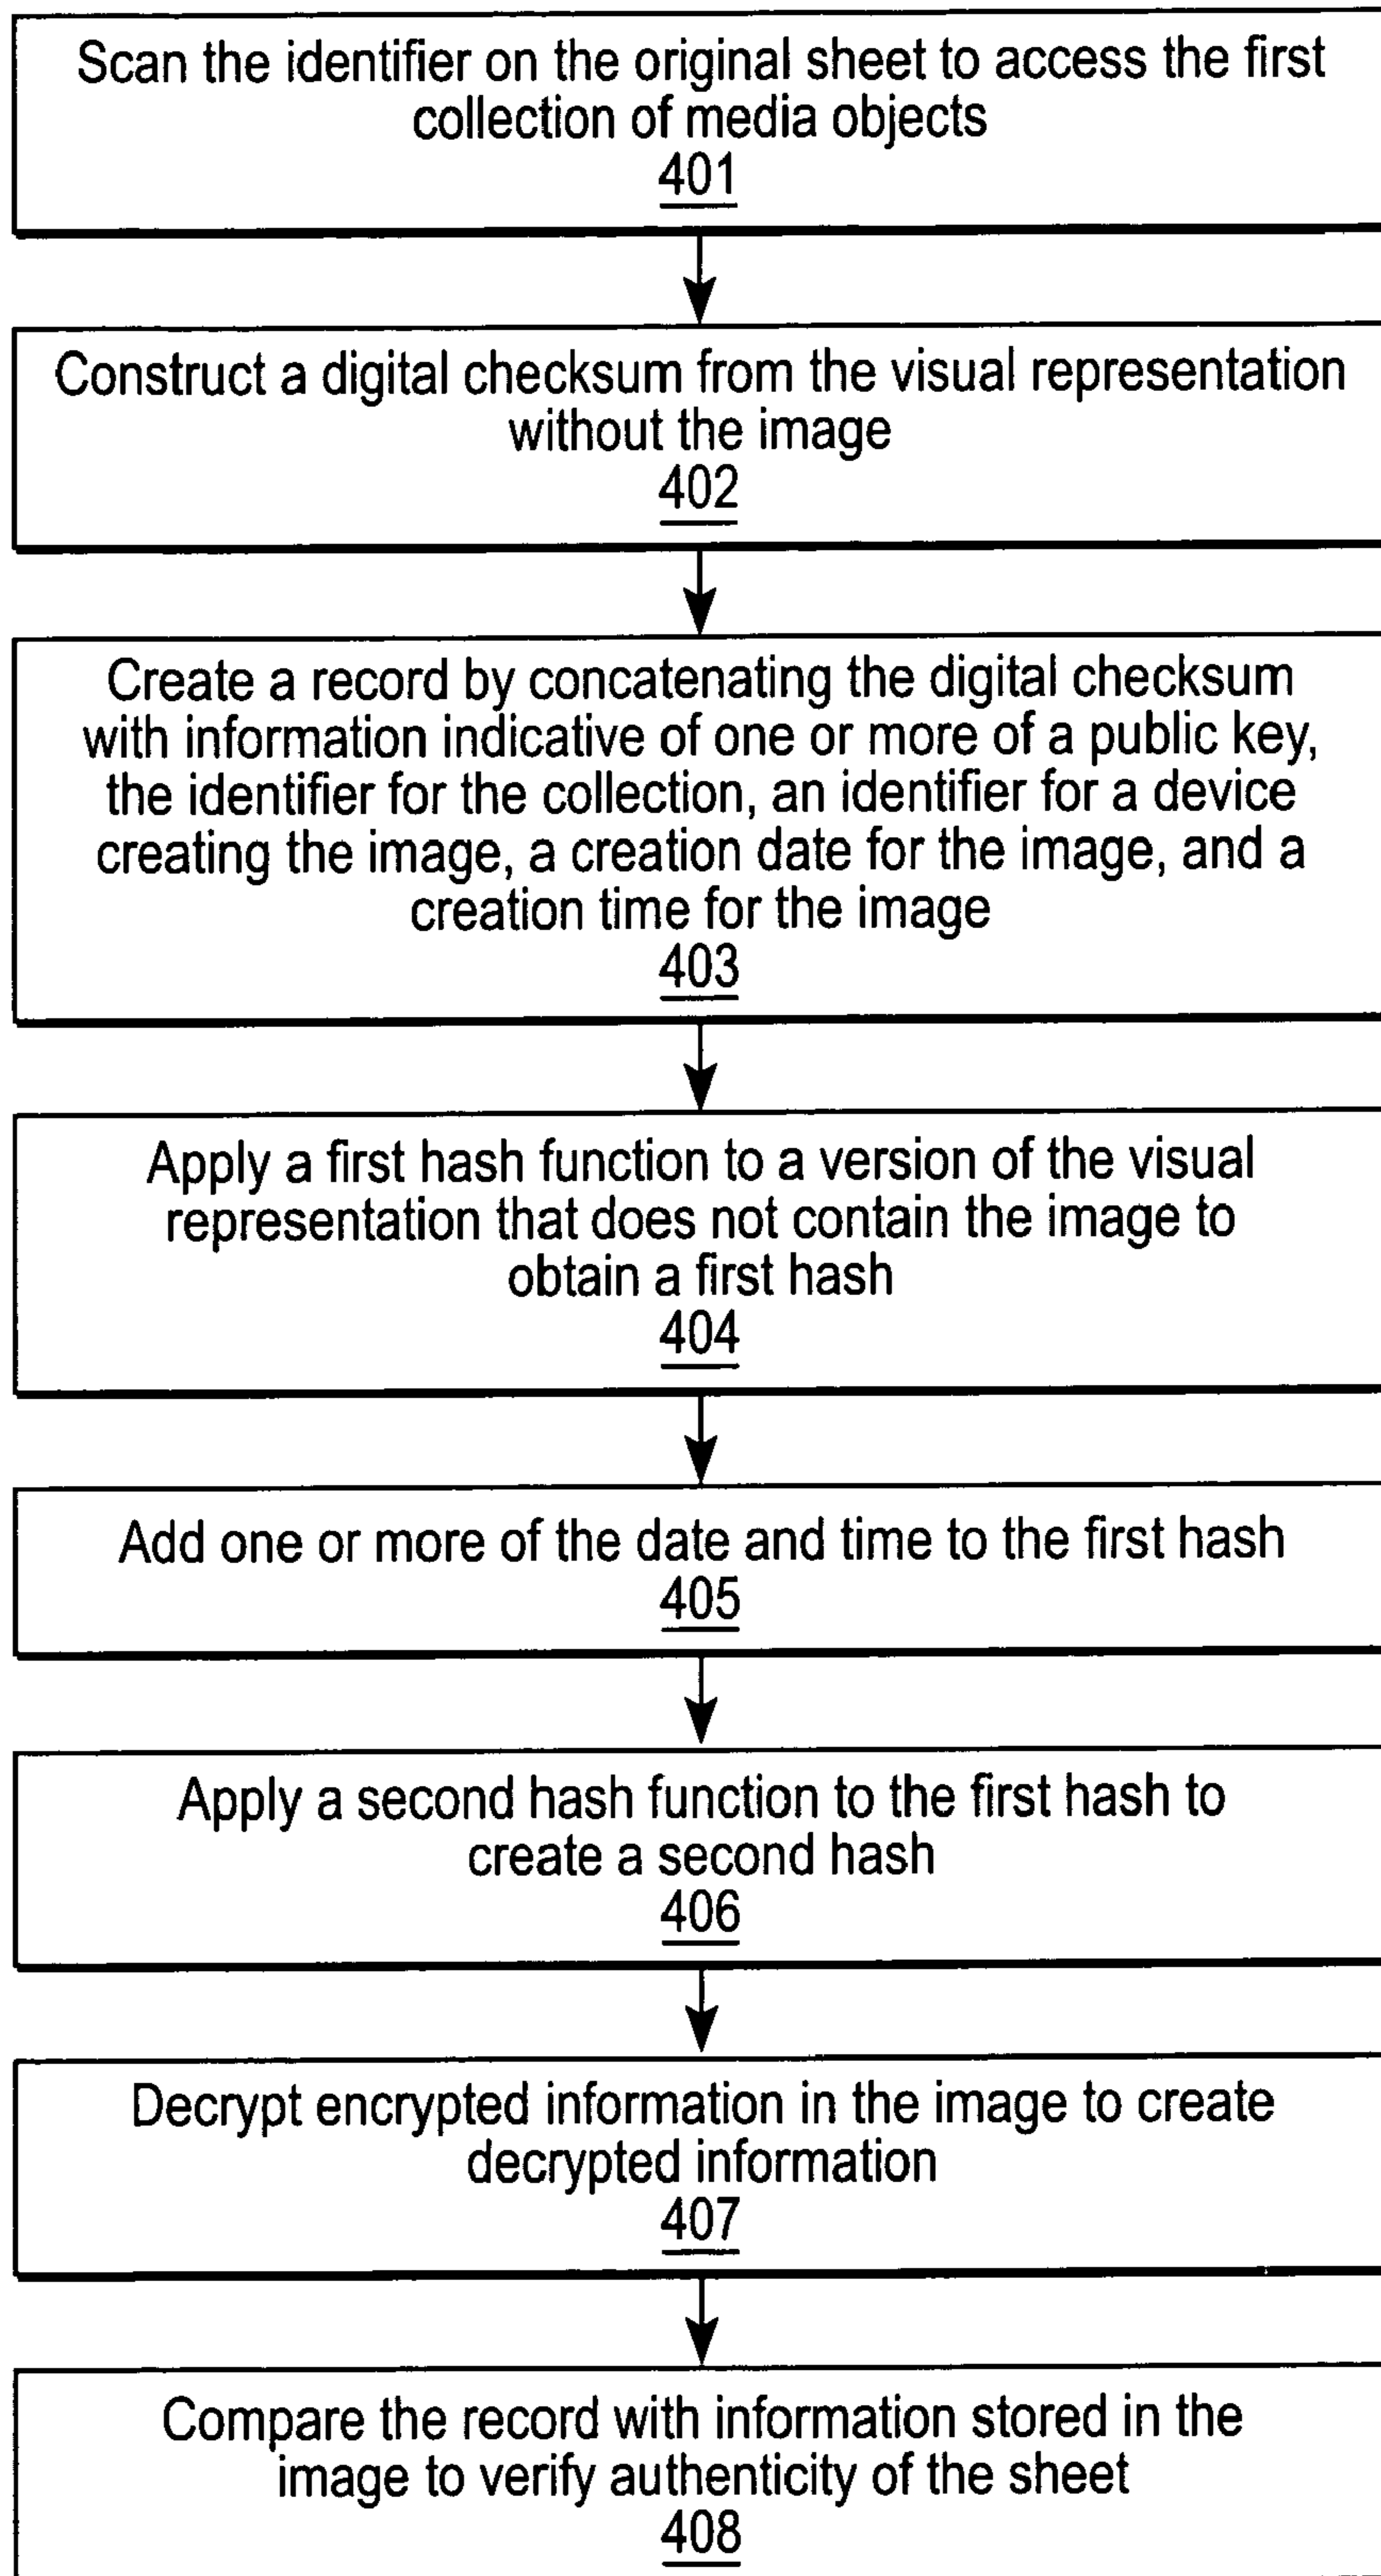 Scan the identifier on the original sheet to access the first
collection of media objects
401
Construct a digital checksum from the visual representation
without the image
402
Create a record by concatenating the digital checksum
with information indicative of one or more of a public key,
the identifier for the collection, an identifier for a device
creating the image, a creation date for the image, and a
creation time for the image
403
Apply a first hash function to a version of the visual
representation that does not contain the image to
obtain a first hash
404
Add one or more of the date and time to the first hash
405
Apply a second hash function to the first hash to
create a second hash
406
Decrypt encrypted information in the image to create
decrypted information
407
Compare the record with information stored in the
image to verify authenticity of the sheet
408